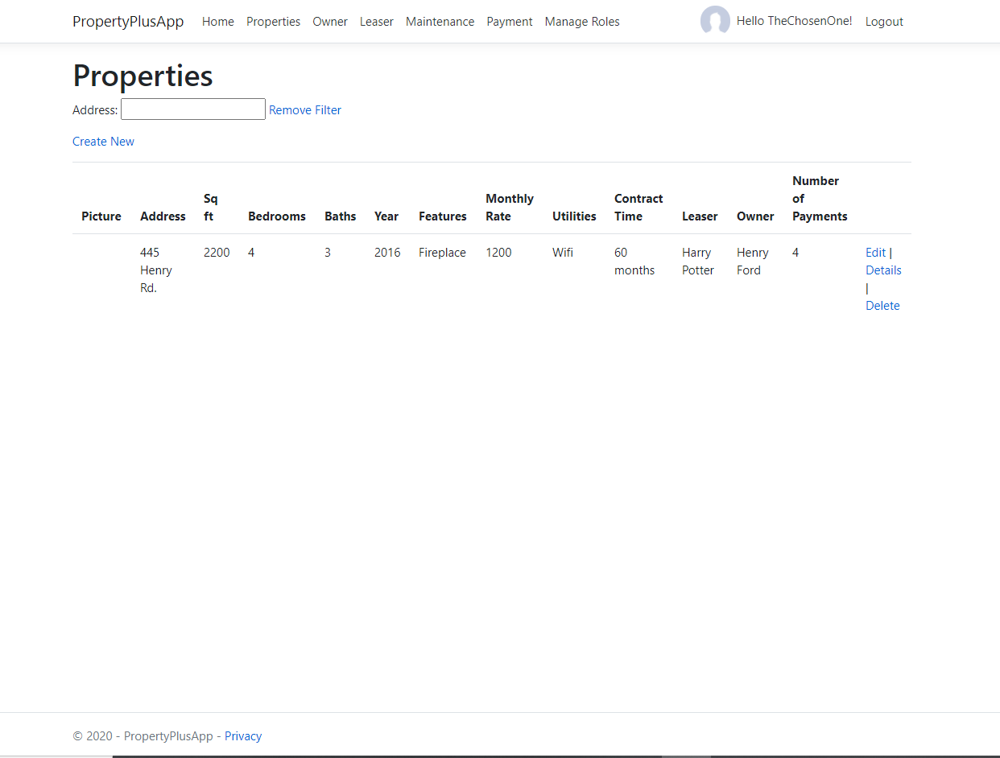 PropertyPlusApp Home Properties Owner Leaser Maintenance Payment Manage Roles Hello TheChosenOne! Logout
Properties
Address: Remove Filter
Create New
Picture Address Sq ft Bedrooms Baths Year Features Monthly Rate Utilities Contract Time Leaser Owner Number of Payments
445 Henry Rd. 2200 4 3 2016 Fireplace 1200 Wifi 60 months Harry Potter Henry Ford 4 Edit | Details | Delete
© 2020 - PropertyPlusApp - Privacy